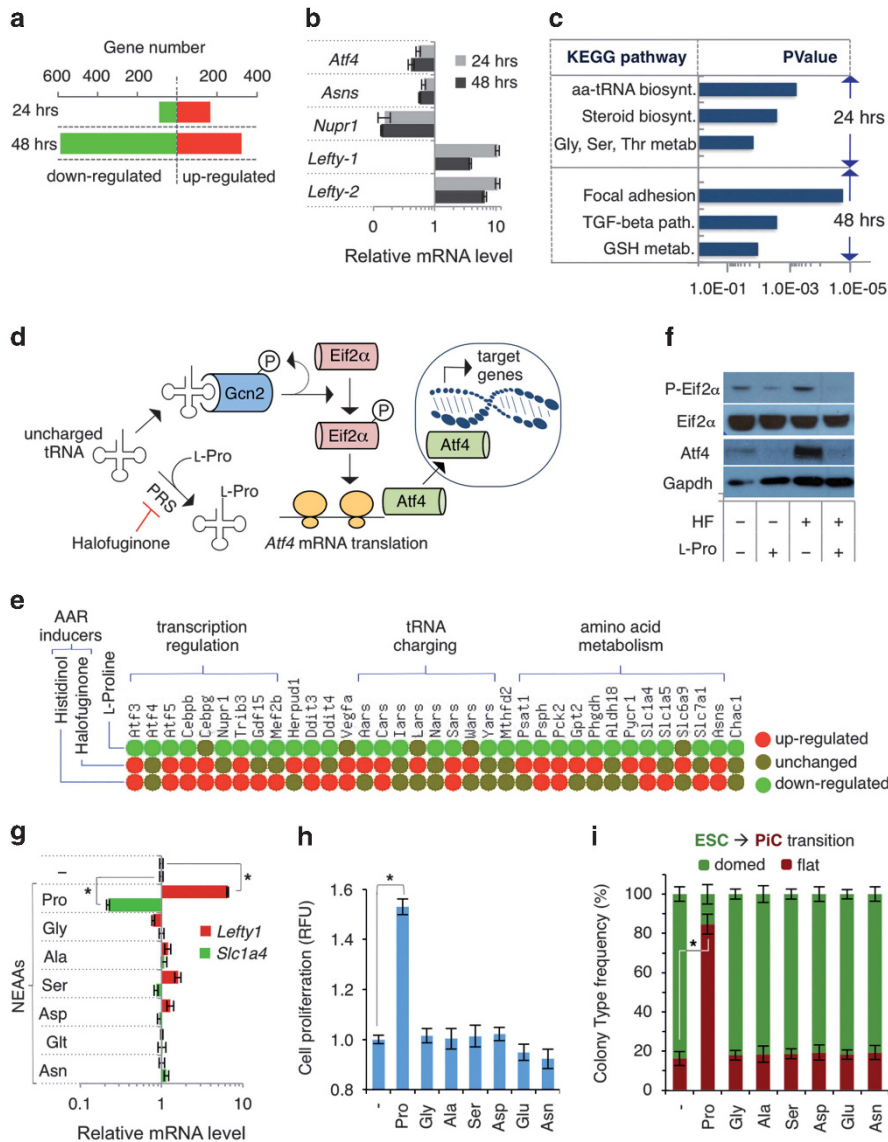 a
Gene number
600 400 200 200 400
24 hrs
48 hrs
down-regulated up-regulated
b
Atf4
Asns
Nupr1
Lefty-1
Lefty-2
24 hrs
48 hrs
0 1 10
Relative mRNA level
c
KEGG pathway PValue
aa-tRNA biosynt.
Steroid biosynt.
Gly, Ser, Thr metab
24 hrs
Focal adhesion
TGF-beta path.
GSH metab.
48 hrs
1.0E-01 1.0E-03 1.0E-05
d
P
Eif2α
Gcn2
uncharged
tRNA
L-Pro
PRS
L-Pro
Halofuginone
Eif2α
P
Atf4 mRNA translation
Atf4
Atf4
target
genes
f
P-Eif2α
Eif2α
Atf4
Gapdh
HF – – + +
L-Pro – + – +
e
AAR
inducers
transcription
regulation
tRNA
charging
amino acid
metabolism
Histidinol
Halofuginone
L-Proline
Atf3
Atf4
Atf5
Cebpb
Cebpg
Nupr1
Trib3
Gdf15
Mef2b
Herpud1
Ddit3
Ddit4
Vegfa
Aars
Cars
Iars
Lars
Nars
Sars
Wars
Yars
Mthfd2
Psat1
Psph
Pck2
Gpt2
Phgdh
Aldh18
Pycr1
Slc1a4
Slc1a5
Slc6a9
Slc7a1
Asns
Chac1
up-regulated
unchanged
down-regulated
g
–
Pro
Gly
Ala
Ser
Asp
Glt
Asn
NEAAs
* *
Lefty1
Slc1a4
0.1 1 10
Relative mRNA level
h
*
Cell proliferration (RFU)
1.6
1.4
1.2
1.0
0.8
- Pro Gly Ala Ser Asp Glu Asn
i
ESC → PiC transition
domed flat
Colony Type frequency (%)
100
80
60
40
20
0
*
- Pro Gly Ala Ser Asp Glu Asn